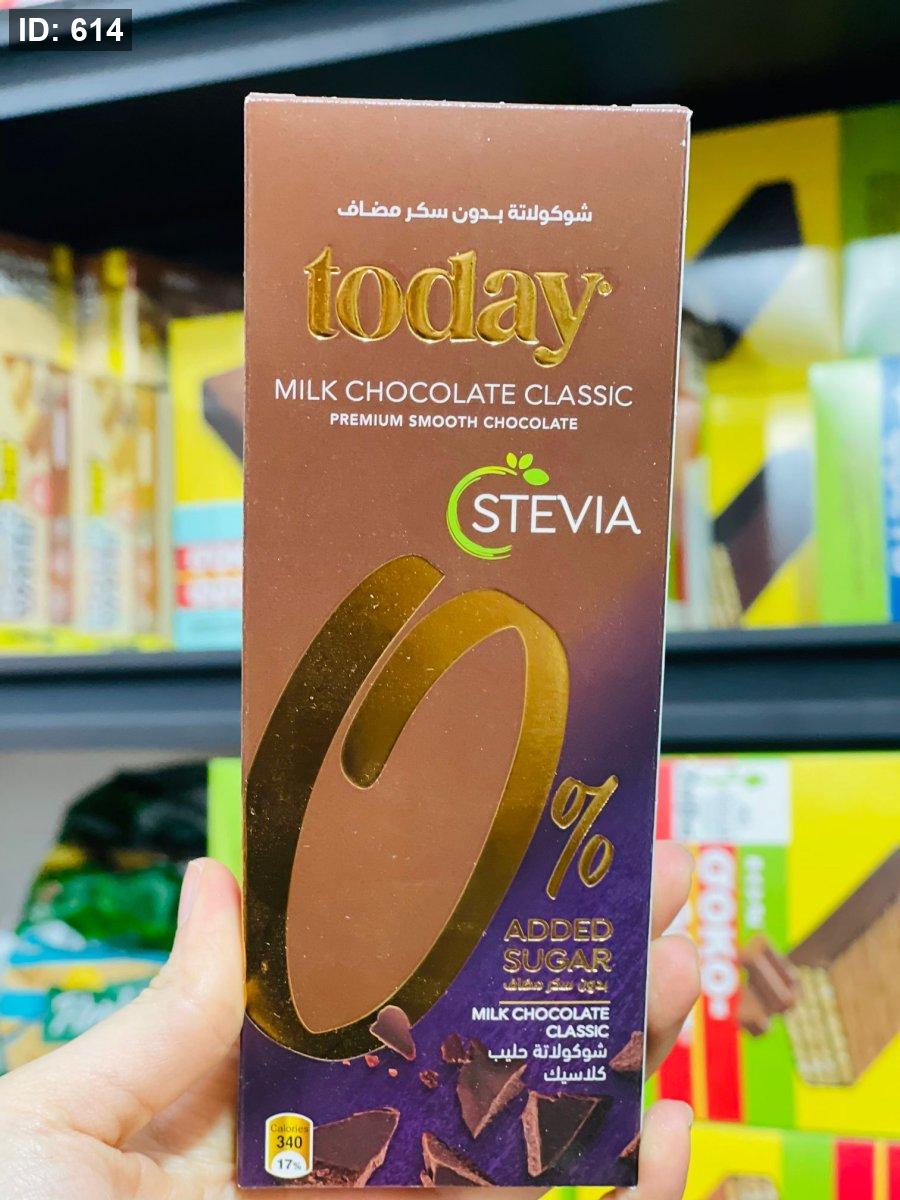 ID: 614
شوكولاتة بدون سكر مضاف
today
MILK CHOCOLATE CLASSIC
PREMIUM SMOOTH CHOCOLATE
STEVIA
0%
ADDED
SUGAR
بدون سكر مضاف
MILK CHOCOLATE
CLASSIC
شوكولاتة حليب
كلاسيك
Calories
340
17%